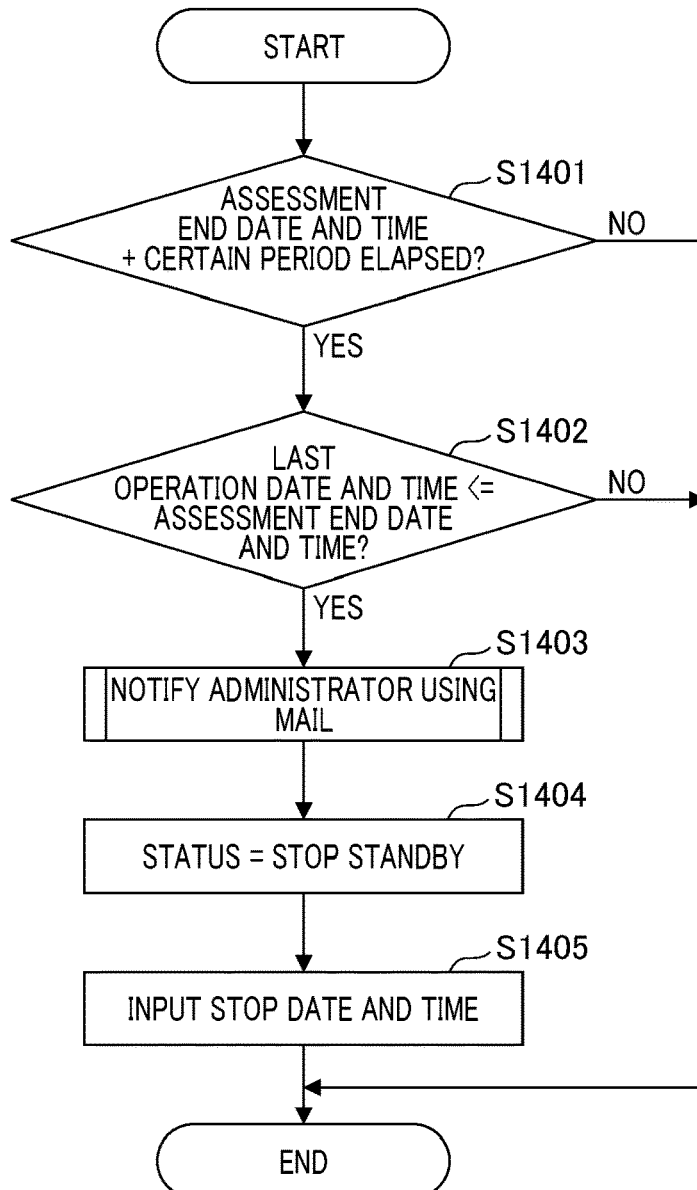 START
S1401
ASSESSMENT
END DATE AND TIME
+ CERTAIN PERIOD ELAPSED?
NO
YES
S1402
LAST
OPERATION DATE AND TIME <=
ASSESSMENT END DATE
AND TIME?
NO
YES
S1403
NOTIFY ADMINISTRATOR USING
MAIL
S1404
STATUS = STOP STANDBY
S1405
INPUT STOP DATE AND TIME
END